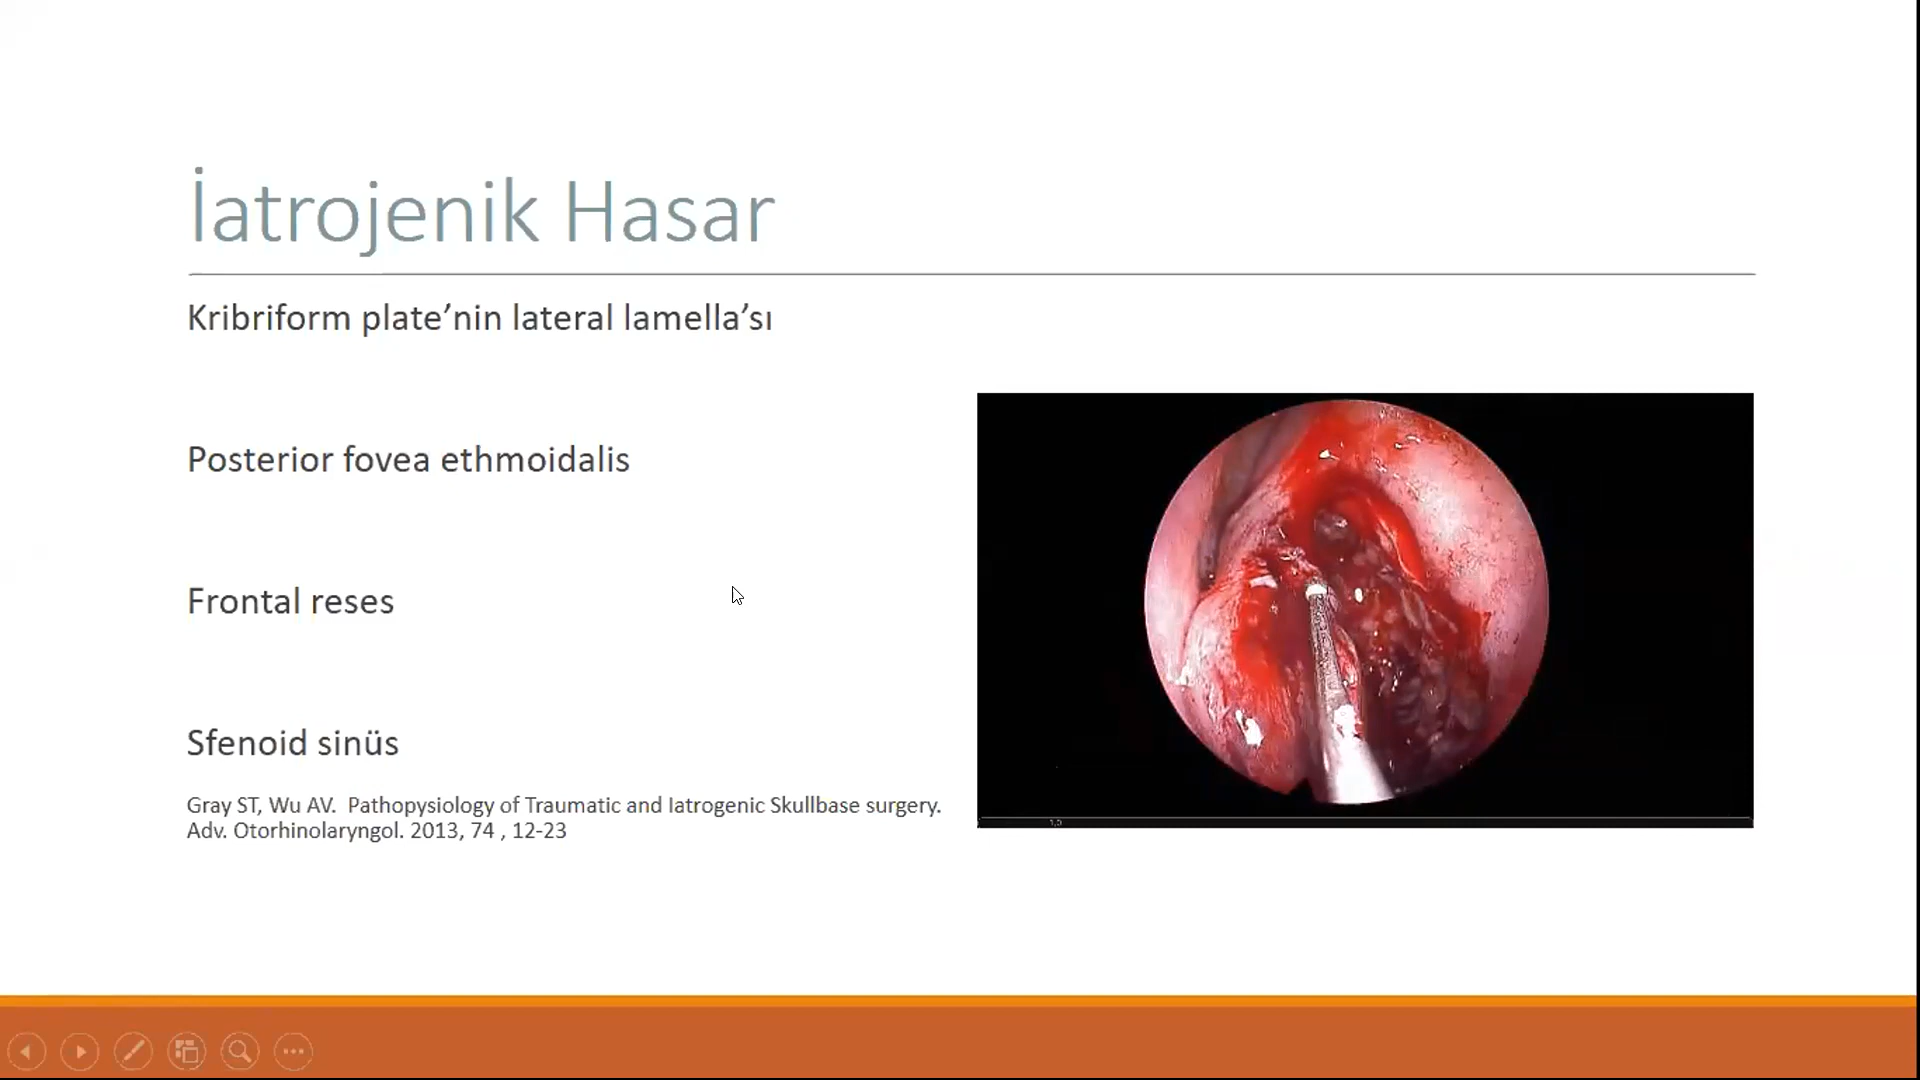 İatrojenik Hasar
Kribriform plate’nin lateral lamella’sı
Posterior fovea ethmoidalis
Frontal reses
Sfenoid sinüs
Gray ST, Wu AV. Pathopysiology of Traumatic and Iatrogenic Skullbase surgery.
Adv. Otorhinolaryngol. 2013, 74 , 12-23